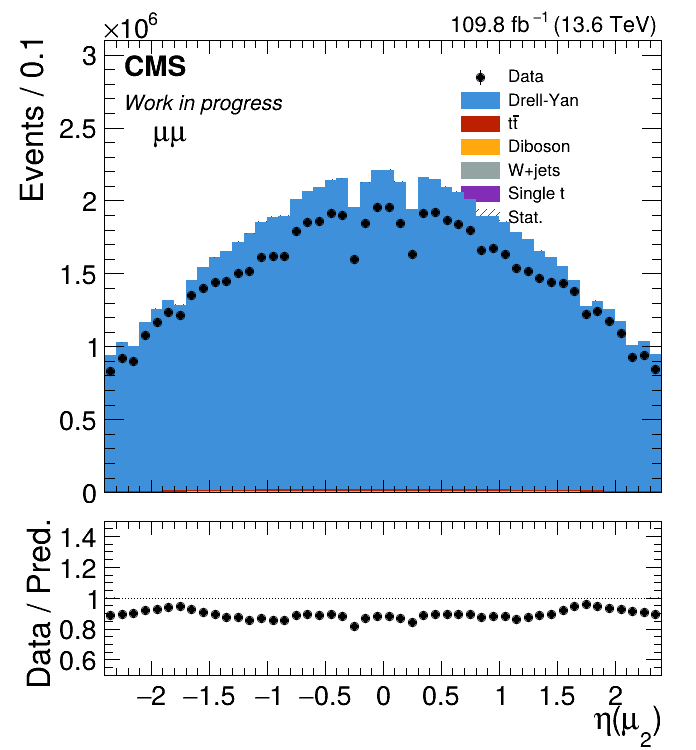 ×10⁶
109.8 fb⁻¹ (13.6 TeV)
Events / 0.1
3
2.5
2
1.5
1
0.5
0
CMS
Work in progress
μμ
Data
Drell-Yan
tt̅
Diboson
W+jets
Single t
Stat.
Data / Pred.
1.4
1.2
1
0.8
0.6
−2 −1.5 −1 −0.5 0 0.5 1 1.5 2
η(μ₂)